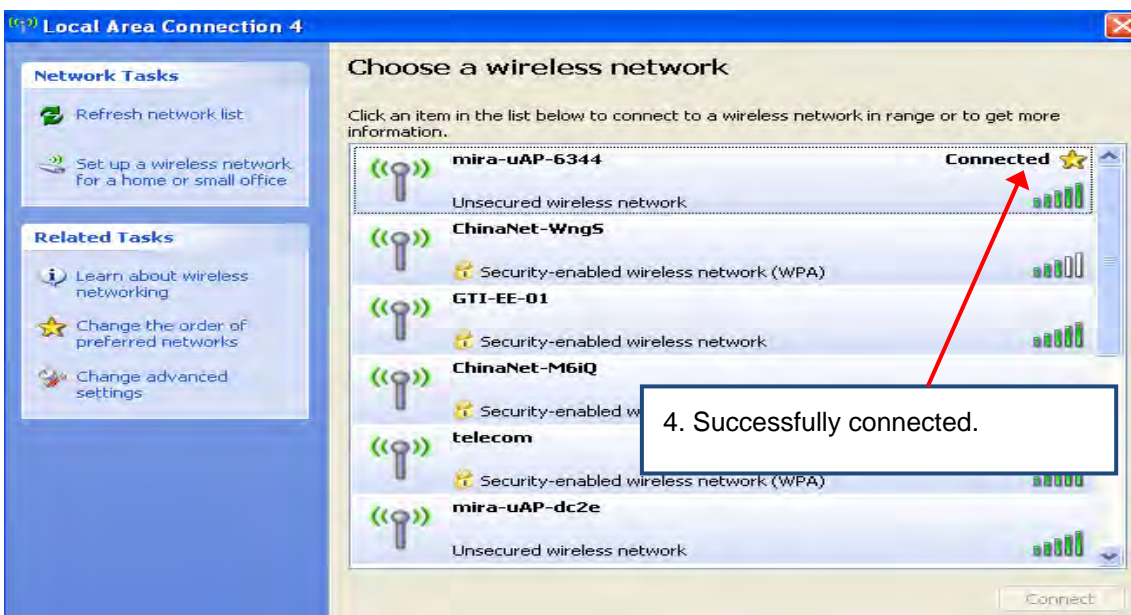 Local Area Connection 4
Network Tasks
Refresh network list
Set up a wireless network
for a home or small office
Related Tasks
Learn about wireless
networking
Change the order of
preferred networks
Change advanced
settings
Choose a wireless network
Click an item in the list below to connect to a wireless network in range or to get more
information.
mira-uAP-6344 Connected
Unsecured wireless network
ChinaNet-WngS
Security-enabled wireless network (WPA)
GTI-EE-01
Security-enabled wireless network
ChinaNet-M6iQ
Security-enabled w
4. Successfully connected.
telecom
Security-enabled wireless network (WPA)
mira-uAP-dc2e
Unsecured wireless network
Connect